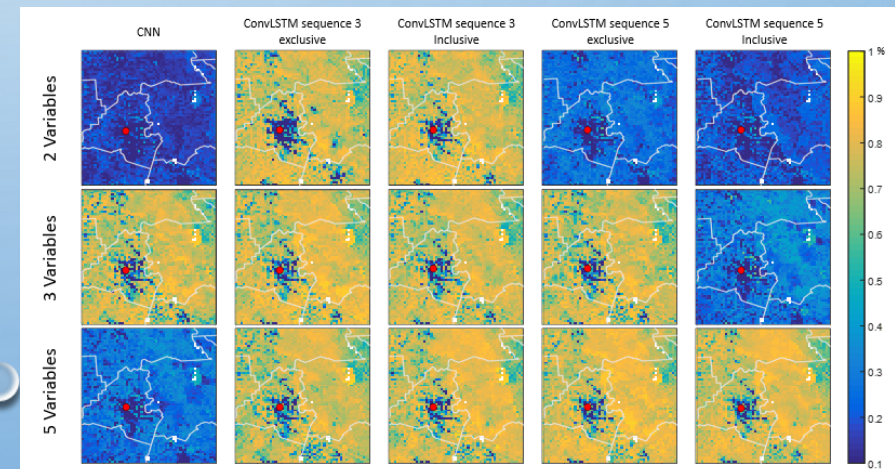 CNN
ConvLSTM sequence 3
exclusive
ConvLSTM sequence 3
Inclusive
ConvLSTM sequence 5
exclusive
ConvLSTM sequence 5
Inclusive
2 Variables
3 Variables
5 Variables
1 %
0.9
0.8
0.7
0.6
0.5
0.4
0.3
0.2
0.1